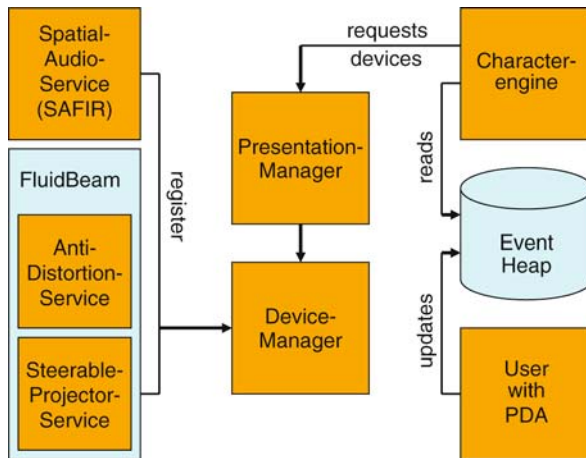 Spatial-
Audio-
Service
(SAFIR)
FluidBeam
Anti-
Distortion-
Service
Steerable-
Projector-
Service
register
requests
devices
Presentation-
Manager
Device-
Manager
Character-
engine
reads
Event
Heap
updates
User
with
PDA